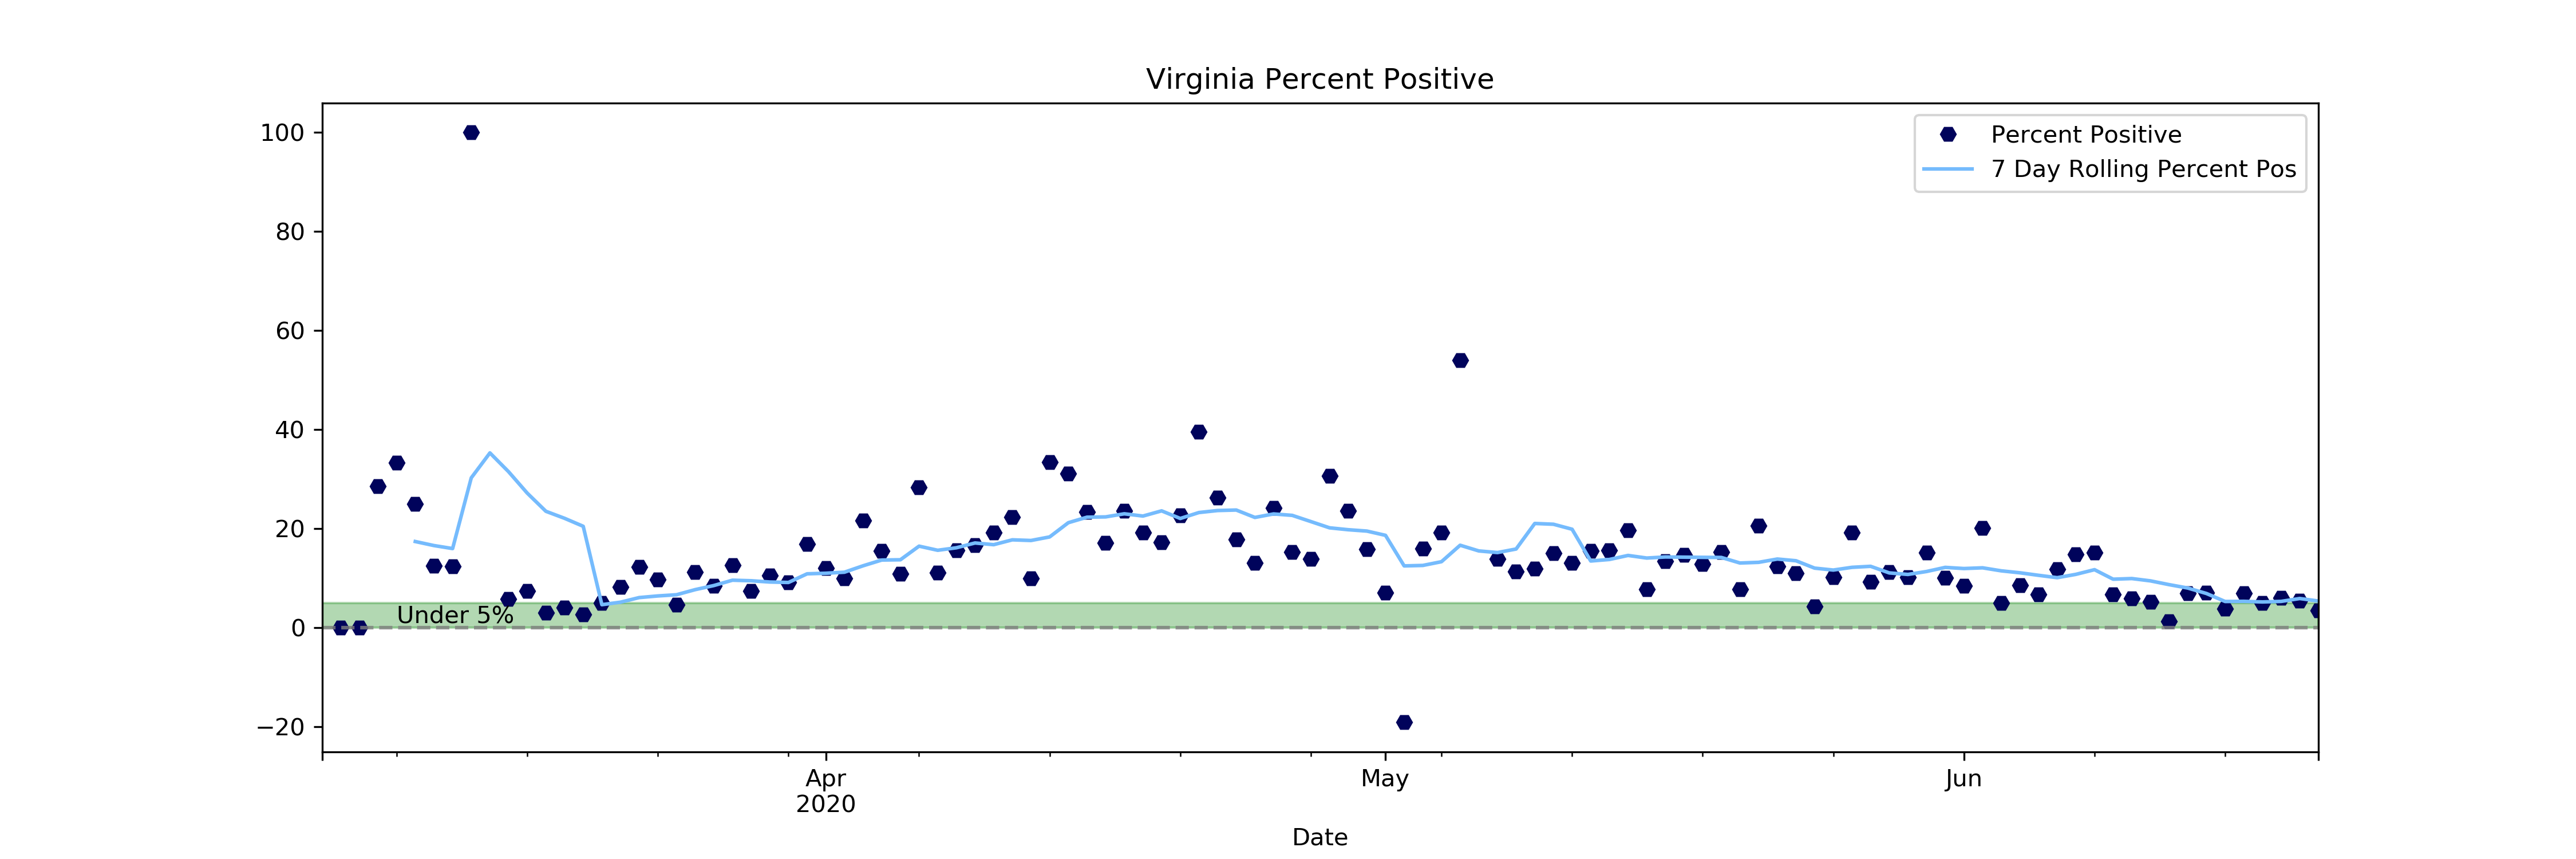 Virginia Percent Positive
100
80
60
40
20
0
−20
Percent Positive
7 Day Rolling Percent Pos
Under 5%
Apr
2020
May
Jun
Date